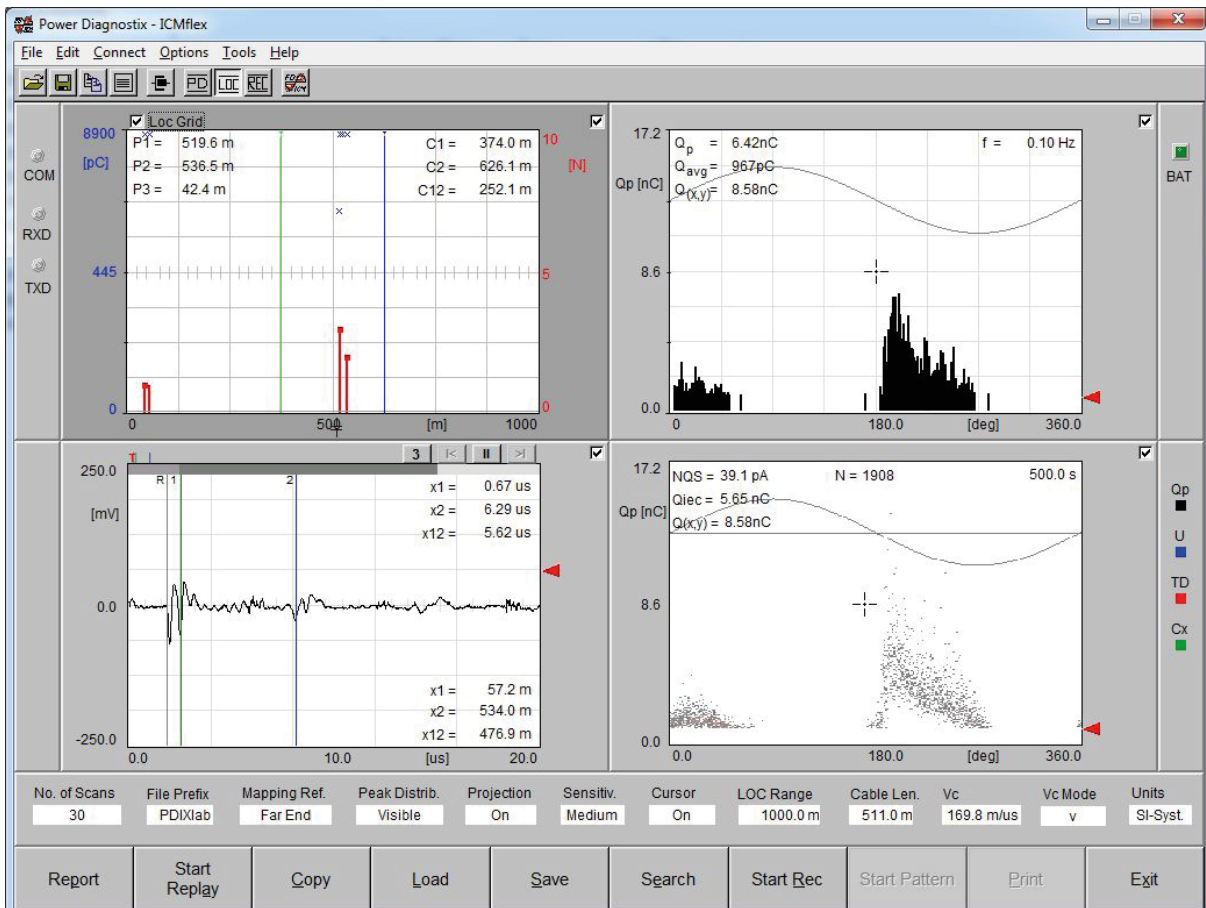 Power Diagnostix - ICMflex
File Edit Connect Options Tools Help
PD LOC REC
Loc Grid
8900
[pC]
445
0
P1 = 519.6 m
P2 = 536.5 m
P3 = 42.4 m
C1 = 374.0 m
C2 = 626.1 m
C12 = 252.1 m
10
[N]
5
0
0 500 [m] 1000
COM
RXD
TXD
17.2
Qp [nC]
8.6
0.0
Qp = 6.42nC
Qavg = 967pC
Q(x,y)= 8.58nC
f = 0.10 Hz
0 180.0 [deg] 360.0
BAT
3 |< II >|
250.0
[mV]
0.0
-250.0
T
R 1 2
x1 = 0.67 us
x2 = 6.29 us
x12 = 5.62 us
x1 = 57.2 m
x2 = 534.0 m
x12 = 476.9 m
0.0 10.0 [us] 20.0
17.2
Qp [nC]
8.6
0.0
NQS = 39.1 pA N = 1908 500.0 s
Qiec = 5.65 nC
Q(x,y) = 8.58nC
0.0 180.0 [deg] 360.0
Qp
U
TD
Cx
No. of Scans File Prefix Mapping Ref. Peak Distrib. Projection Sensitiv. Cursor LOC Range Cable Len. Vc Vc Mode Units
30 PDIXlab Far End Visible On Medium On 1000.0 m 511.0 m 169.8 m/us v SI-Syst.
Report Start Replay Copy Load Save Search Start Rec Start Pattern Print Exit